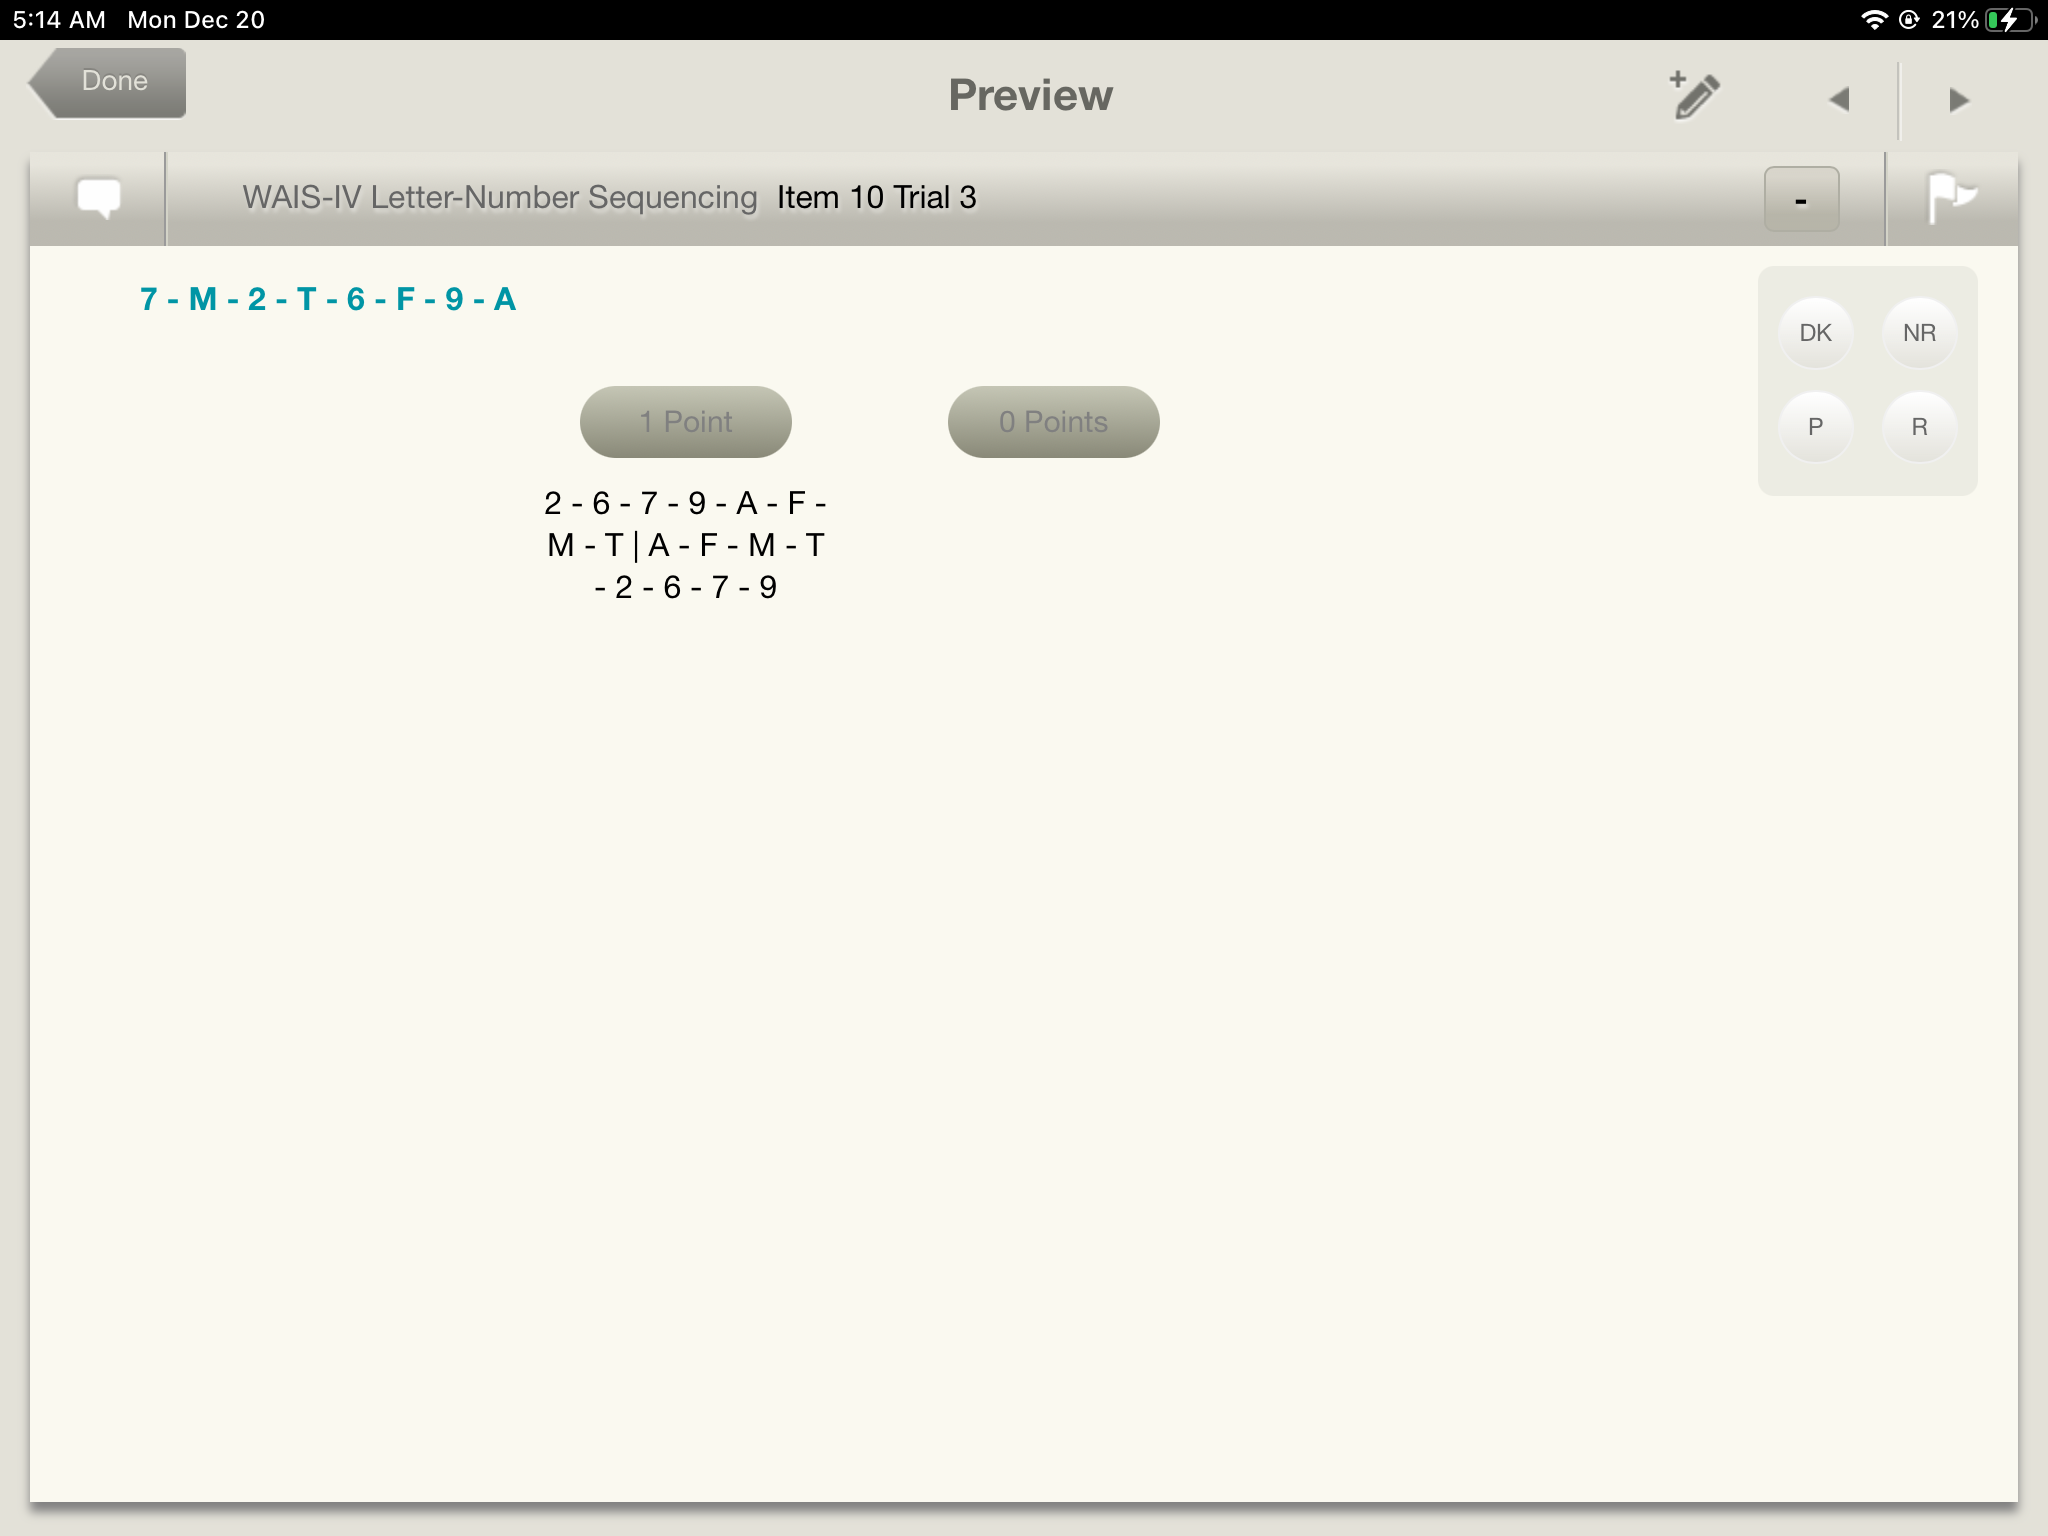 5:14 AM Mon Dec 20
21%
Done
Preview
WAIS-IV Letter-Number Sequencing Item 10 Trial 3
-
7 - M - 2 - T - 6 - F - 9 - A
DK NR
1 Point 0 Points
P R
2 - 6 - 7 - 9 - A - F -
M - T | A - F - M - T
- 2 - 6 - 7 - 9